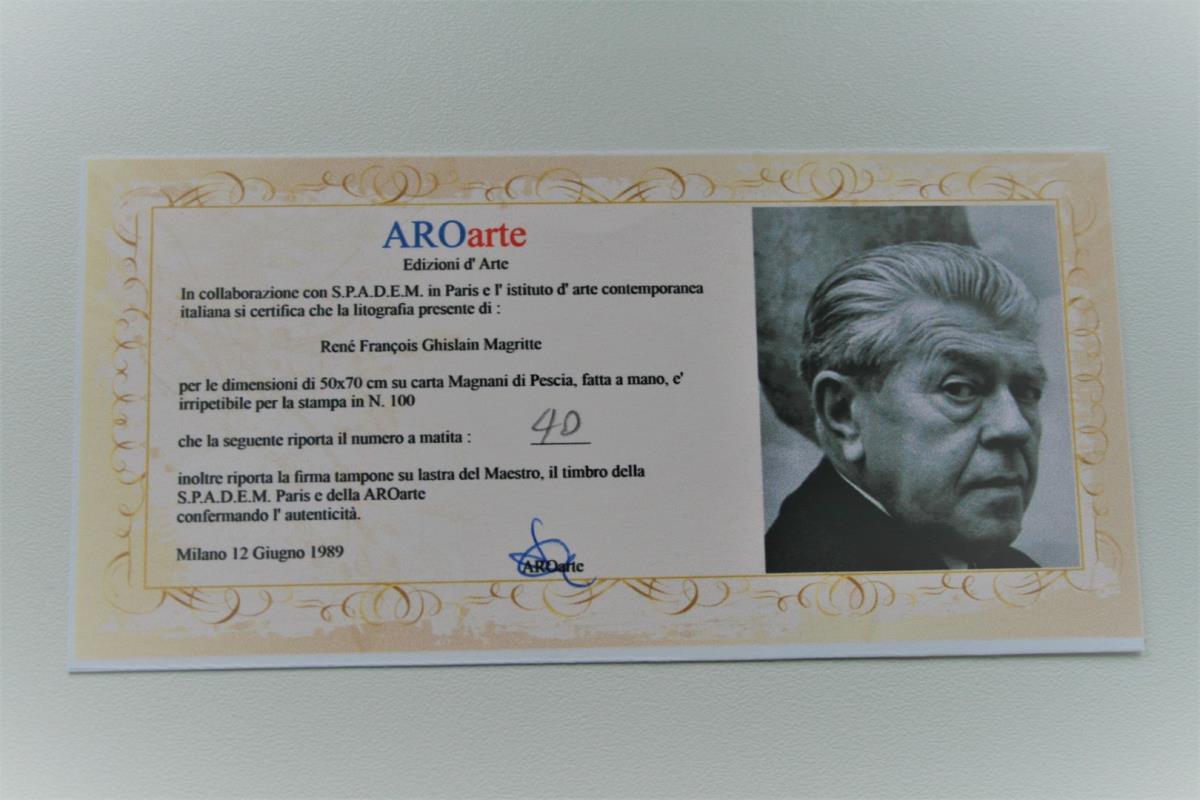 AROarte
Edizioni d' Arte
In collaborazione con S.P.A.D.E.M. in Paris e l' istituto d' arte contemporanea
italiana si certifica che la litografia presente di :
René François Ghislain Magritte
per le dimensioni di 50x70 cm su carta Magnani di Pescia, fatta a mano, e'
irripetibile per la stampa in N. 100
che la seguente riporta il numero a matita : 40
inoltre riporta la firma tampone su lastra del Maestro, il timbro della
S.P.A.D.E.M. Paris e della AROarte
confermando l' autenticità.
Milano 12 Giugno 1989
AROarte